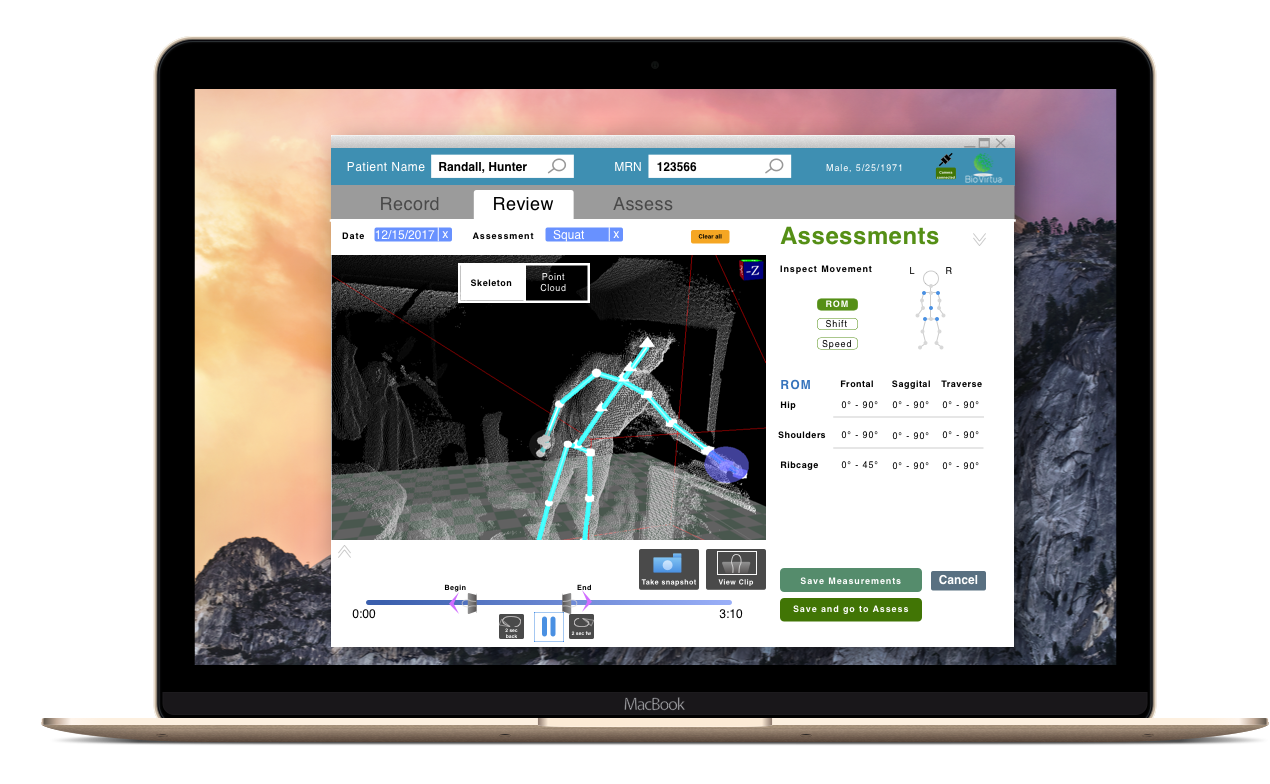 Patient Name Randall, Hunter MRN 123566 Male, 5/25/1971
Camera connected
BioVirtua
Record Review Assess
Date 12/15/2017 X Assessment Squat X Clear all
Skeleton
Point
Cloud
-Z
Assessments
Inspect Movement
L R
ROM
Shift
Speed
ROM Frontal Saggital Traverse
Hip 0° - 90° 0° - 90° 0° - 90°
Shoulders 0° - 90° 0° - 90° 0° - 90°
Ribcage 0° - 45° 0° - 90° 0° - 90°
Take snapshot View Clip
Begin End
0:00 3:10
2 sec
back
2 sec fw
Save Measurements Cancel
Save and go to Assess
MacBook